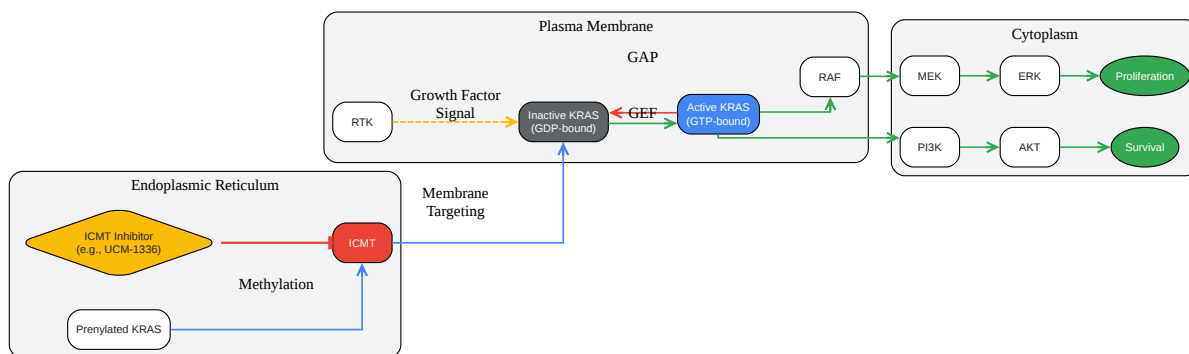 Plasma Membrane
Cytoplasm
GAP
RAF
MEK
ERK
Proliferation
Growth Factor
Signal
RTK
Inactive KRAS
(GDP-bound)
GEF
Active KRAS
(GTP-bound)
PI3K
AKT
Survival
Endoplasmic Reticulum
Membrane
Targeting
ICMT Inhibitor
(e.g., UCM-1336)
ICMT
Methylation
Prenylated KRAS